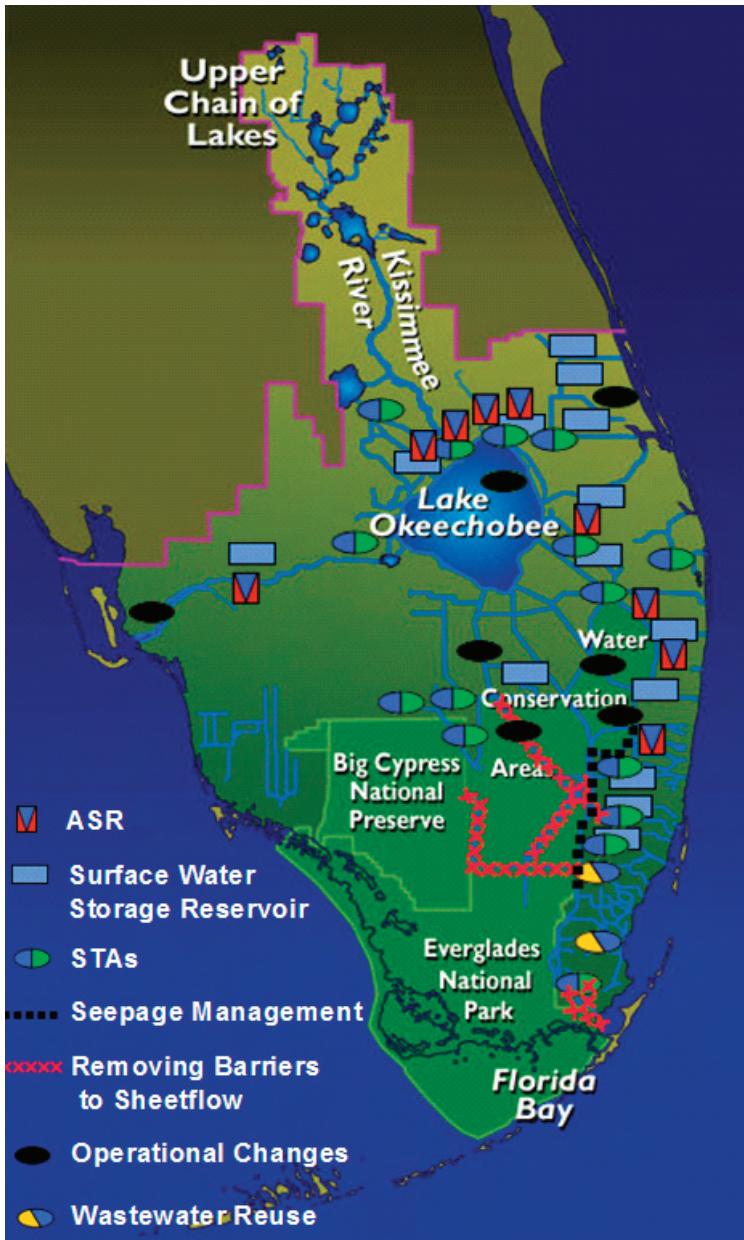 Upper
Chain of
Lakes
Kissimmee
River
Lake
Okeechobee
Water
Conservation
Area
Big Cypress
National
Preserve
ASR
Surface Water
Storage Reservoir
STAs
Everglades
National
Park
Seepage Management
Removing Barriers
to Sheetflow
Florida
Bay
Operational Changes
Wastewater Reuse